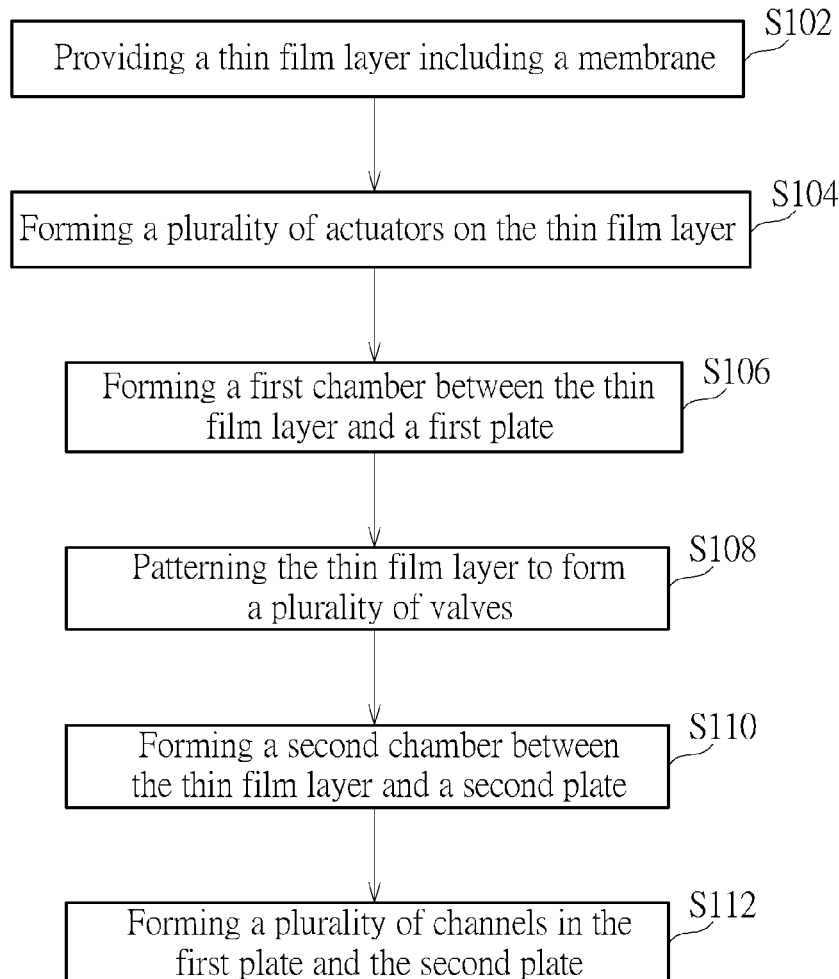 S102
Providing a thin film layer including a membrane
S104
Forming a plurality of actuators on the thin film layer
S106
Forming a first chamber between the thin
film layer and a first plate
S108
Patterning the thin film layer to form
a plurality of valves
S110
Forming a second chamber between
the thin film layer and a second plate
S112
Forming a plurality of channels in the
first plate and the second plate